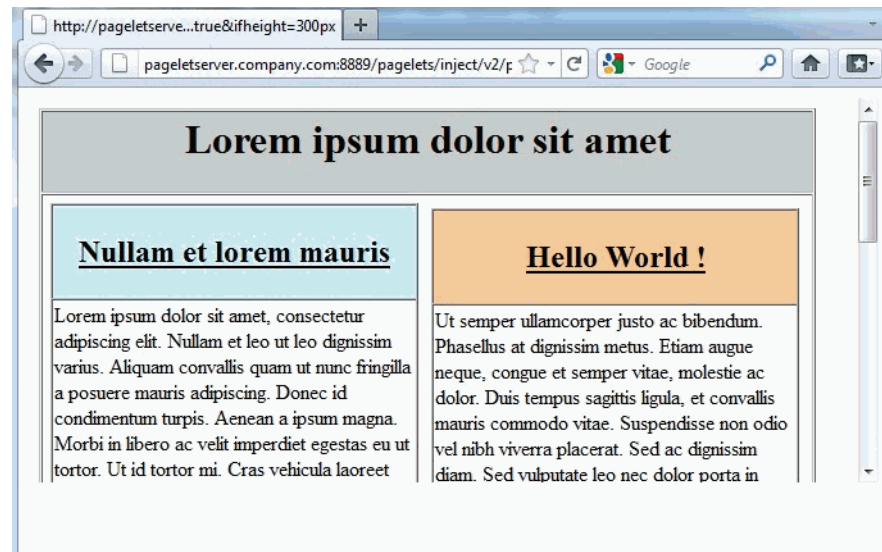 http://pageletserve...true&ifheight=300px
pageletserver.company.com:8889/pagelets/inject/v2/p
Google
Lorem ipsum dolor sit amet
Nullam et lorem mauris
Lorem ipsum dolor sit amet, consectetur
adipiscing elit. Nullam et leo ut leo dignissim
varius. Aliquam convallis quam ut nunc fringilla
a posuere mauris adipiscing. Donec id
condimentum turpis. Aenean a ipsum magna.
Morbi in libero ac velit imperdiet egestas eu ut
tortor. Ut id tortor mi. Cras vehicula laoreet
Hello World !
Ut semper ullamcorper justo ac bibendum.
Phasellus at dignissim metus. Etiam augue
neque, congue et semper vitae, molestie ac
dolor. Duis tempus sagittis ligula, et convallis
mauris commodo vitae. Suspendisse non odio
vel nibh viverra placerat. Sed ac dignissim
diam. Sed vulputate leo nec dolor porta in